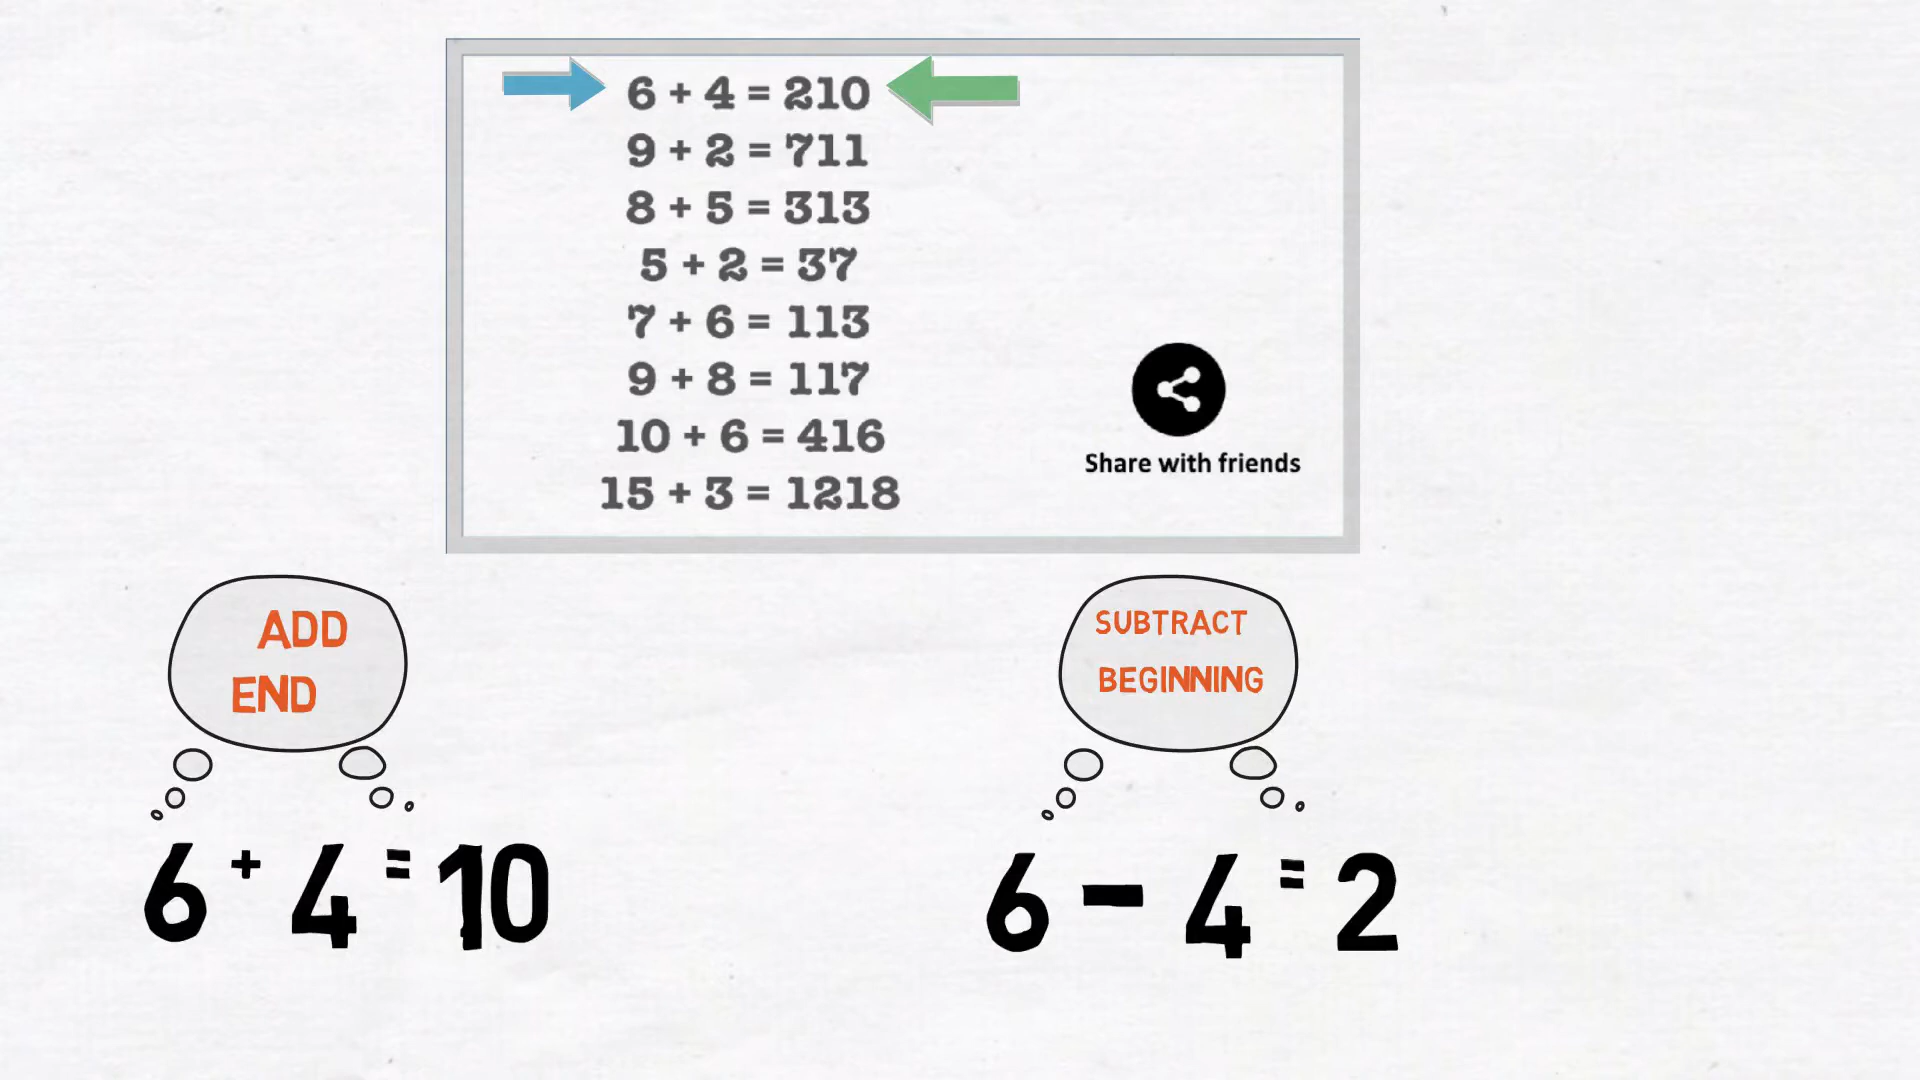 6 + 4 = 210
9 + 2 = 711
8 + 5 = 313
5 + 2 = 37
7 + 6 = 113
9 + 8 = 117
10 + 6 = 416
15 + 3 = 1218
Share with friends
ADD
END
6 + 4 = 10
SUBTRACT
BEGINNING
6 - 4 = 2